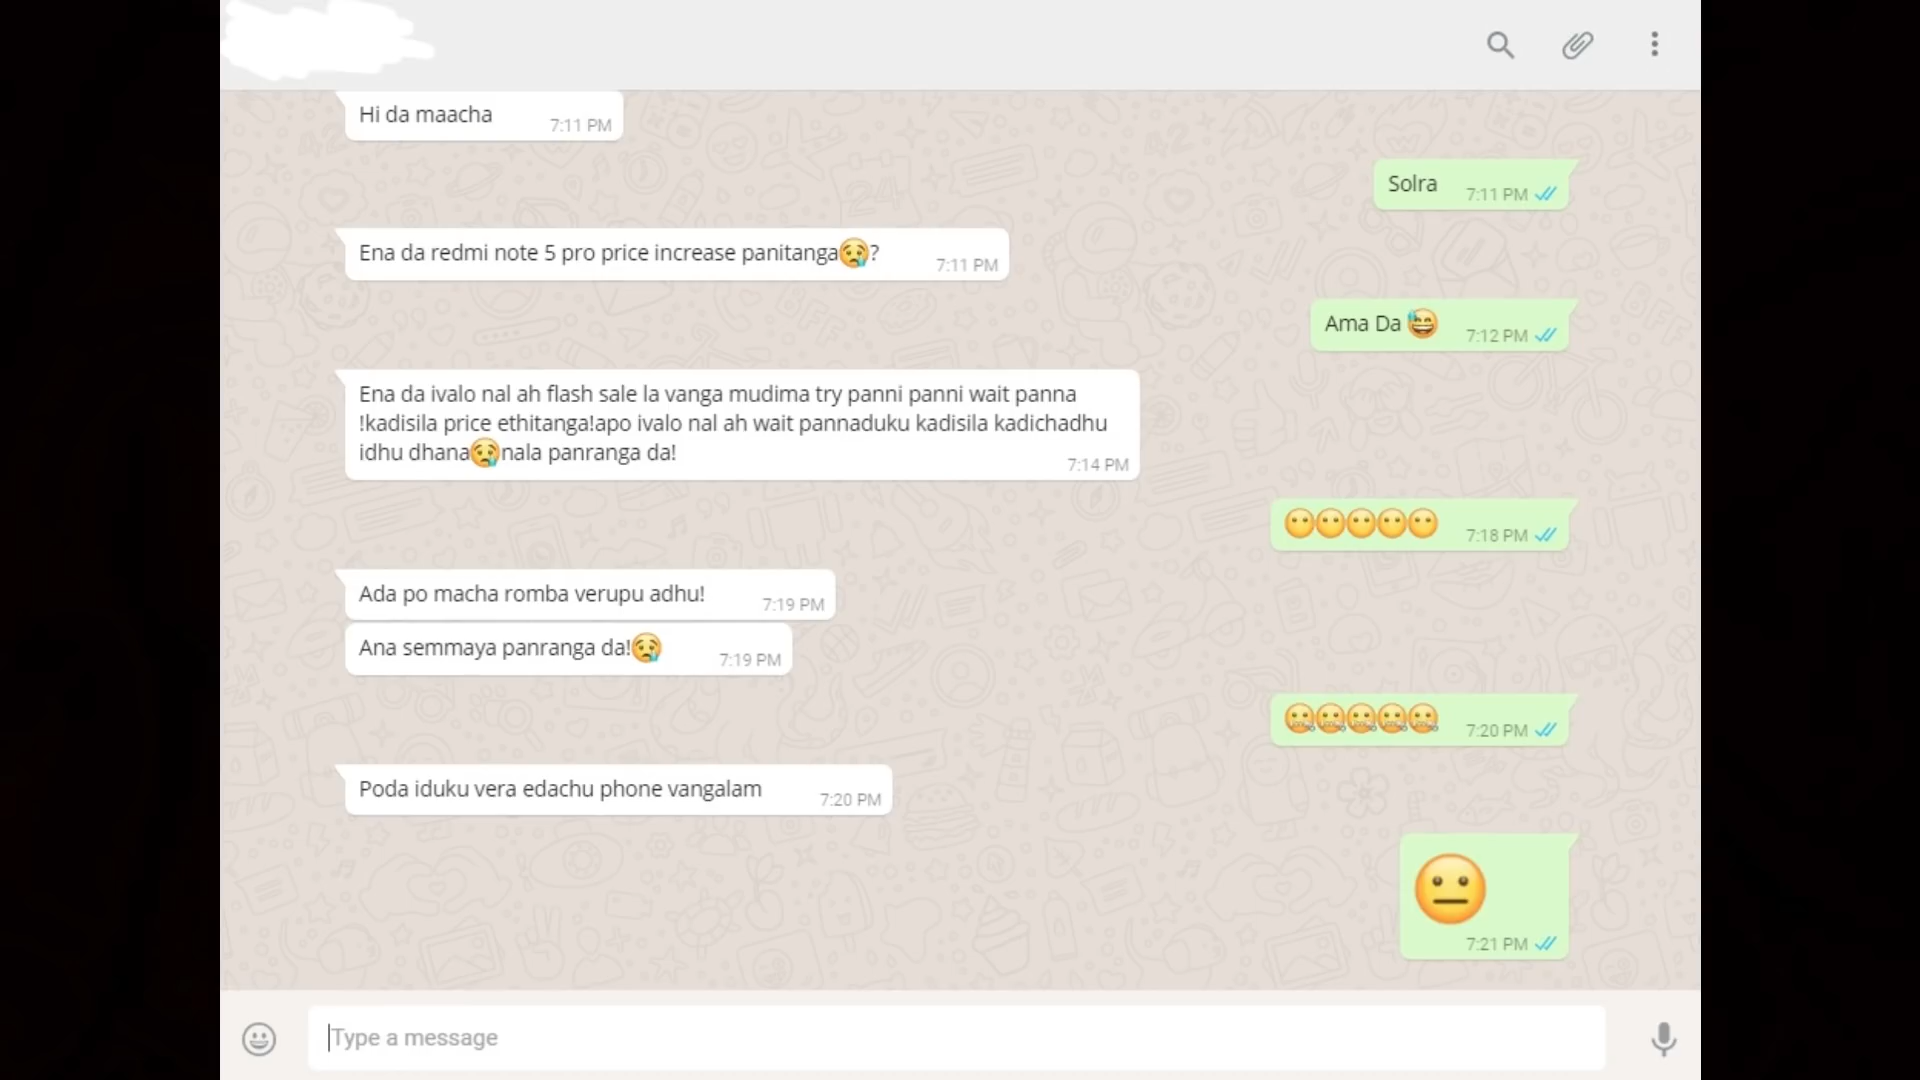 Hi da maacha
7:11 PM
Solra
7:11 PM
Ena da redmi note 5 pro price increase panitanga😢?
7:11 PM
Ama Da 😅
7:12 PM
Ena da ivalo nal ah flash sale la vanga mudima try panni panni wait panna
!kadisila price ethitanga!apo ivalo nal ah wait pannaduku kadisila kadichadhu
idhu dhana😢nala panranga da!
7:14 PM
😶😶😶😶😶
7:18 PM
Ada po macha romba verupu adhu!
7:19 PM
Ana semmaya panranga da!😢
7:19 PM
🤐🤐🤐🤐🤐
7:20 PM
Poda iduku vera edachu phone vangalam
7:20 PM
😐
7:21 PM
Type a message